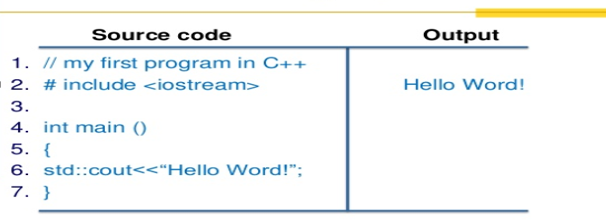 Source code Output
1. // my first program in C++
2. # include <iostream> Hello Word!
3.
4. int main ()
5. {
6. std::cout<<“Hello Word!”;
7. }